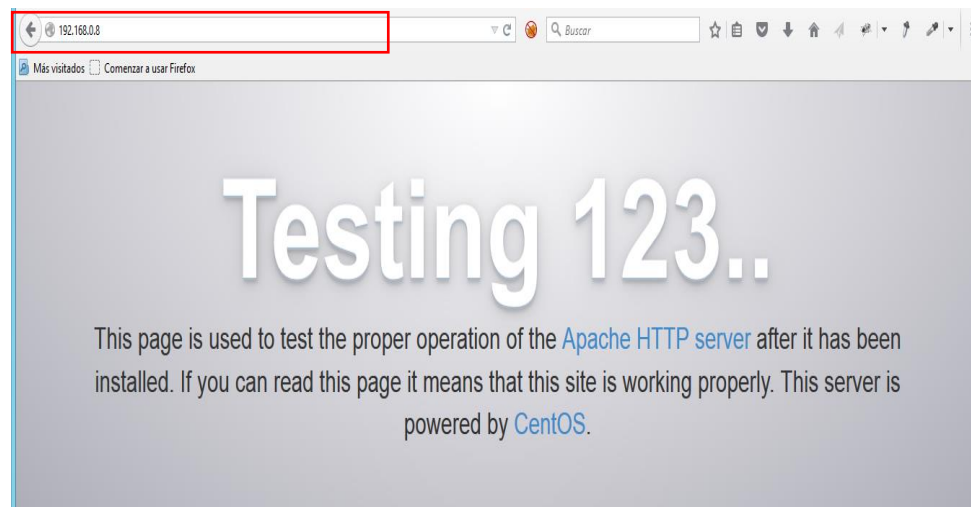 192.168.0.8
Buscar
Más visitados Comenzar a usar Firefox
Testing 123..
This page is used to test the proper operation of the Apache HTTP server after it has been
installed. If you can read this page it means that this site is working properly. This server is
powered by CentOS.